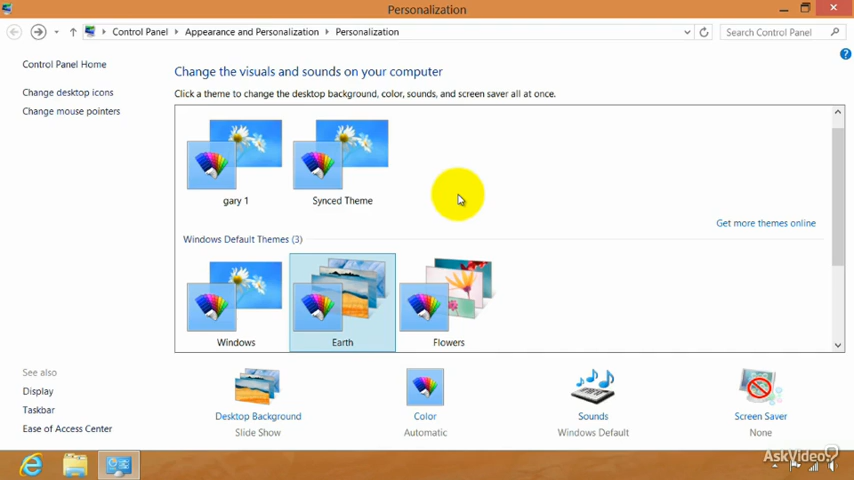 Personalization
Control Panel Appearance and Personalization Personalization
Search Control Panel
Control Panel Home
Change desktop icons
Change mouse pointers
Change the visuals and sounds on your computer
Click a theme to change the desktop background, color, sounds, and screen saver all at once.
gary 1 Synced Theme
Get more themes online
Windows Default Themes (3)
Windows Earth Flowers
See also
Display
Taskbar
Ease of Access Center
Desktop Background Color Sounds Screen Saver
Slide Show Automatic Windows Default None
AskVideo